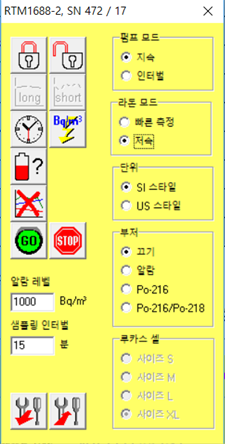 RTM1688-2, SN 472 / 17
long
short
Bq/m³
?
GO
STOP
알람 레벨
1000 Bq/m³
샘플링 인터벌
15 분
펌프 모드
지속
인터벌
라돈 모드
빠른 측정
저속
단위
SI 스타일
US 스타일
부저
끄기
알람
Po-216
Po-216/Po-218
루카스 셀
사이즈 S
사이즈 M
사이즈 L
사이즈 XL